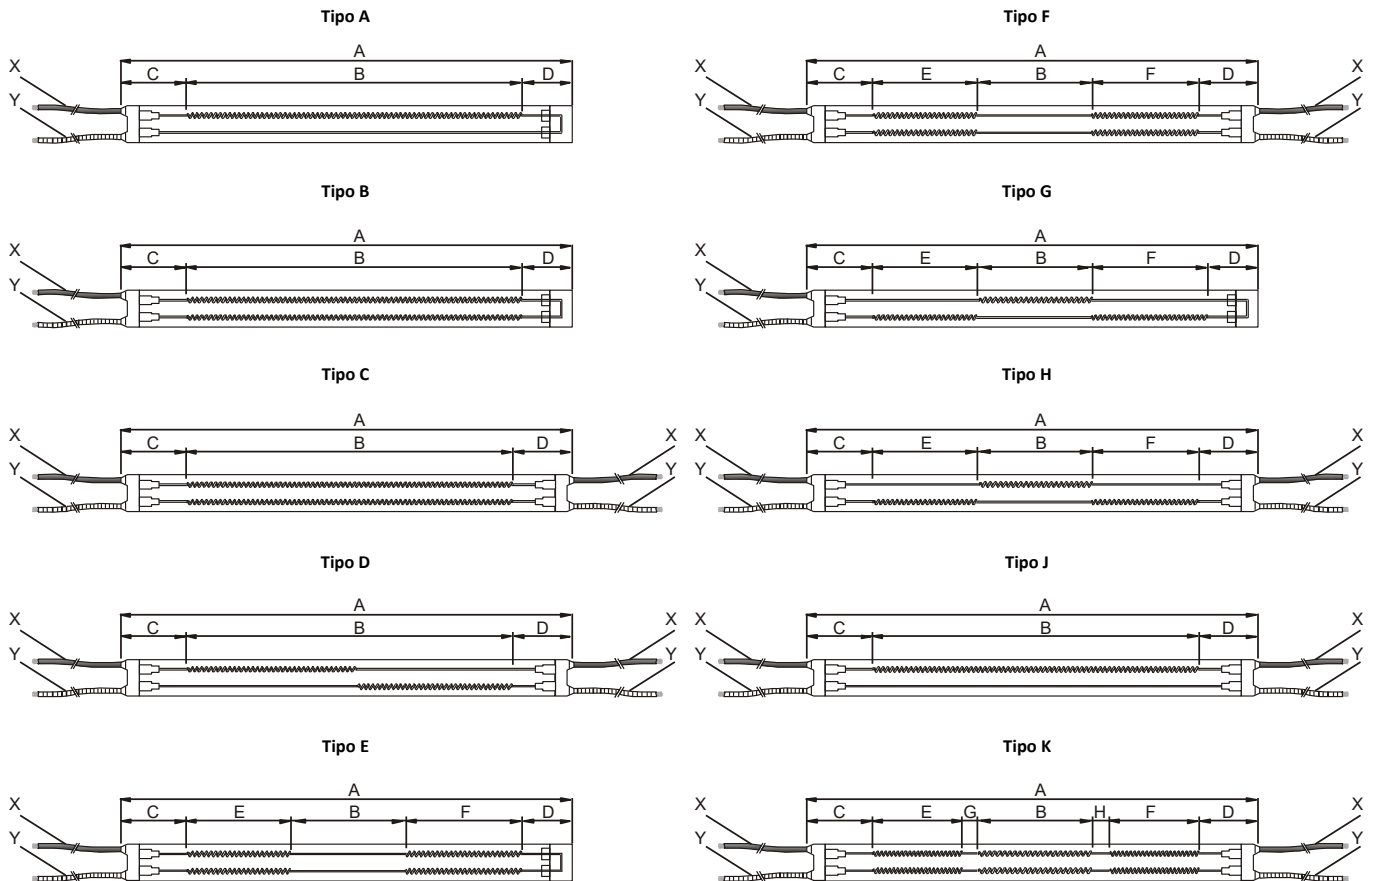 Tipo A
A
C B D
X
Y
Tipo F
A
C E B F D
X X
Y Y
Tipo B
A
C B D
X
Y
Tipo G
A
C E B F D
X
Y
Tipo C
A
C B D
X X
Y Y
Tipo H
A
C E B F D
X X
Y Y
Tipo D
A
C B D
X X
Y Y
Tipo J
A
C B D
X X
Y Y
Tipo E
A
C E B F D
X
Y
Tipo K
A
C E G B H F D
X X
Y Y